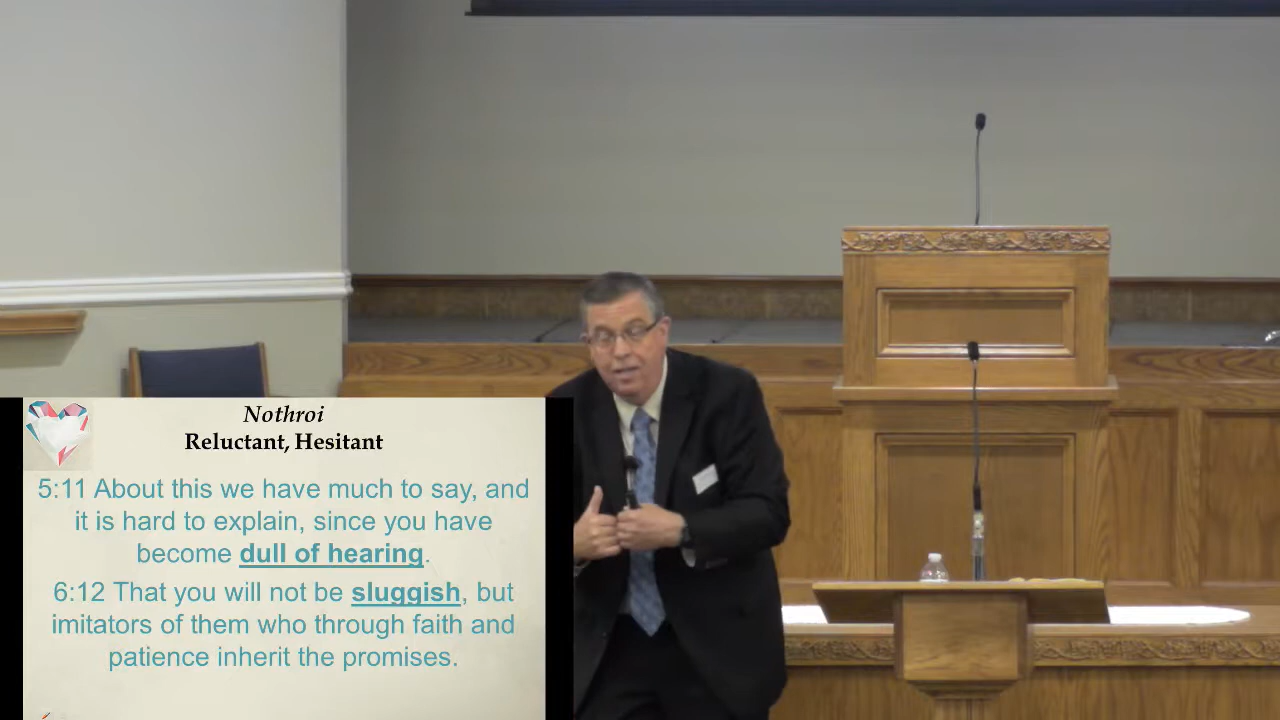 Nothroi
Reluctant, Hesitant
5:11 About this we have much to say, and
it is hard to explain, since you have
become dull of hearing.
6:12 That you will not be sluggish, but
imitators of them who through faith and
patience inherit the promises.